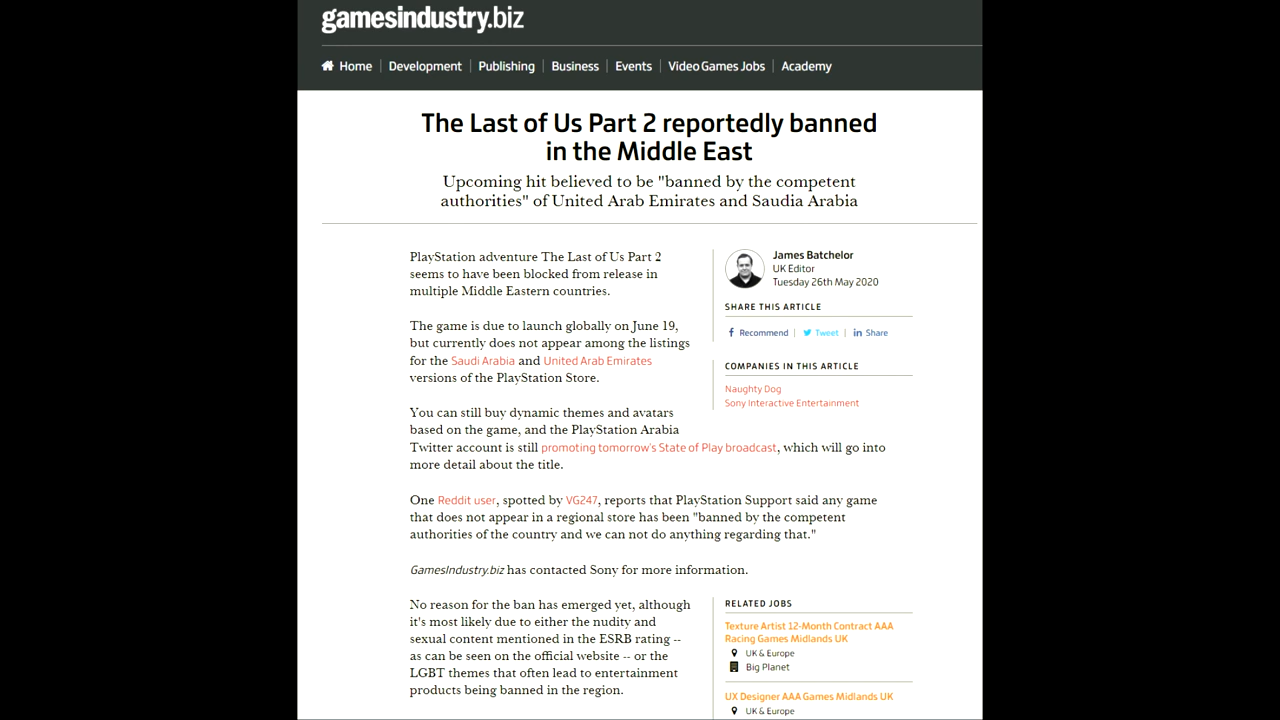 gamesindustry.biz
Home
Development
Publishing
Business
Events
Video Games Jobs
Academy
The Last of Us Part 2 reportedly banned
in the Middle East
Upcoming hit believed to be "banned by the competent
authorities" of United Arab Emirates and Saudia Arabia
PlayStation adventure The Last of Us Part 2
seems to have been blocked from release in
multiple Middle Eastern countries.
The game is due to launch globally on June 19,
but currently does not appear among the listings
for the Saudi Arabia and United Arab Emirates
versions of the PlayStation Store.
You can still buy dynamic themes and avatars
based on the game, and the PlayStation Arabia
Twitter account is still promoting tomorrow's State of Play broadcast, which will go into
more detail about the title.
One Reddit user, spotted by VG247, reports that PlayStation Support said any game
that does not appear in a regional store has been "banned by the competent
authorities of the country and we can not do anything regarding that."
GamesIndustry.biz has contacted Sony for more information.
No reason for the ban has emerged yet, although
it's most likely due to either the nudity and
sexual content mentioned in the ESRB rating --
as can be seen on the official website -- or the
LGBT themes that often lead to entertainment
products being banned in the region.
James Batchelor
UK Editor
Tuesday 26th May 2020
SHARE THIS ARTICLE
Recommend
Tweet
Share
COMPANIES IN THIS ARTICLE
Naughty Dog
Sony Interactive Entertainment
RELATED JOBS
Texture Artist 12-Month Contract AAA
Racing Games Midlands UK
UK & Europe
Big Planet
UX Designer AAA Games Midlands UK
UK & Europe